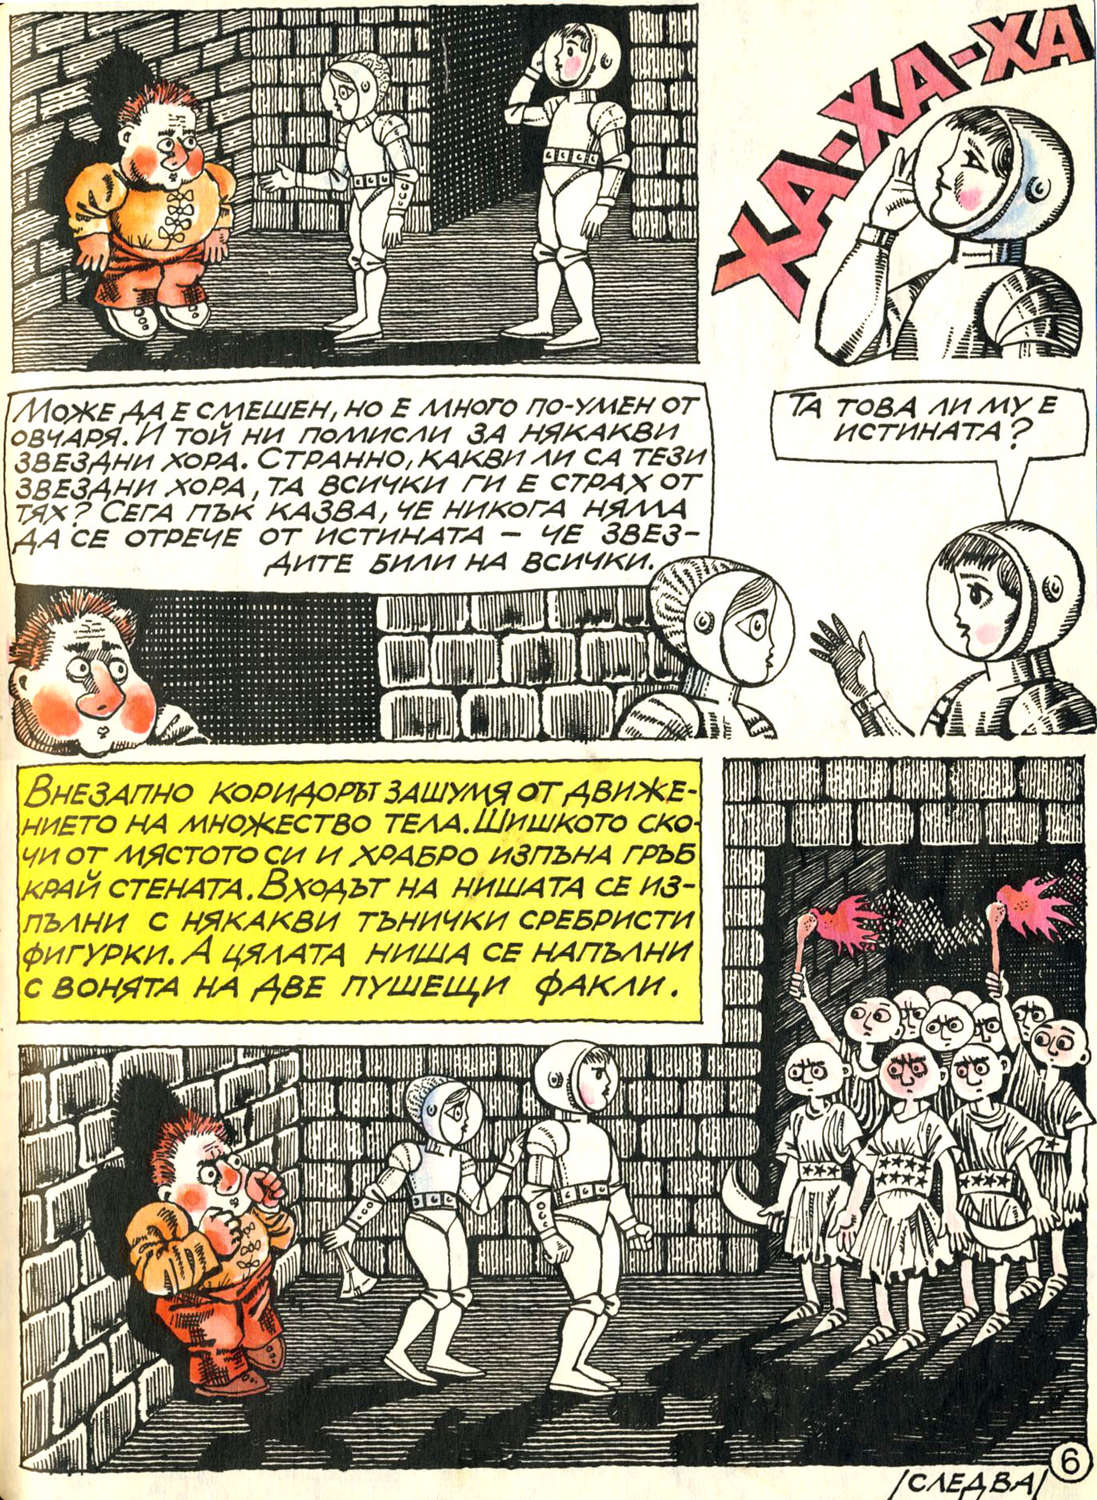 ХА-ХА-ХА-ХА
МОЖЕ ДА Е СМЕШЕН, НО Е МНОГО ПО-УМЕН ОТ
ОВЧАРЯ. И ТОЙ НИ ПОМИСЛИ ЗА НЯКАКВИ
ЗВЕЗДНИ ХОРА. СТРАННО, КАКВИ ЛИ СА ТЕЗИ
ЗВЕЗДНИ ХОРА, ТА ВСИЧКИ ГИ Е СТРАХ ОТ
ТЯХ? СЕГА ПЪК КАЗВА, ЧЕ НИКОГА НЯМА
ДА СЕ ОТРЕЧЕ ОТ ИСТИНАТА – ЧЕ ЗВЕЗ-
ДИТЕ БИЛИ НА ВСИЧКИ.
ТА ТОВА ЛИ МУ Е
ИСТИНАТА?
ВНЕЗАПНО КОРИДОРЪТ ЗАШУМЯ ОТ ДВИЖЕ-
НИЕТО НА МНОЖЕСТВО ТЕЛА. ШИШКОТО СКО-
ЧИ ОТ МЯСТОТО СИ И ХРАБРО ИЗПЪНА ГРЪБ
КРАЙ СТЕНАТА. ВХОДЪТ НА НИШАТА СЕ ИЗ-
ПЪЛНИ С НЯКАКВИ ТЪНИЧКИ СРЕБРИСТИ
ФИГУРКИ. А ЦЯЛАТА НИША СЕ НАПЪЛНИ
С ВОНЯТА НА ДВЕ ПУШЕЩИ ФАКЛИ.
6
/СЛЕДВА/